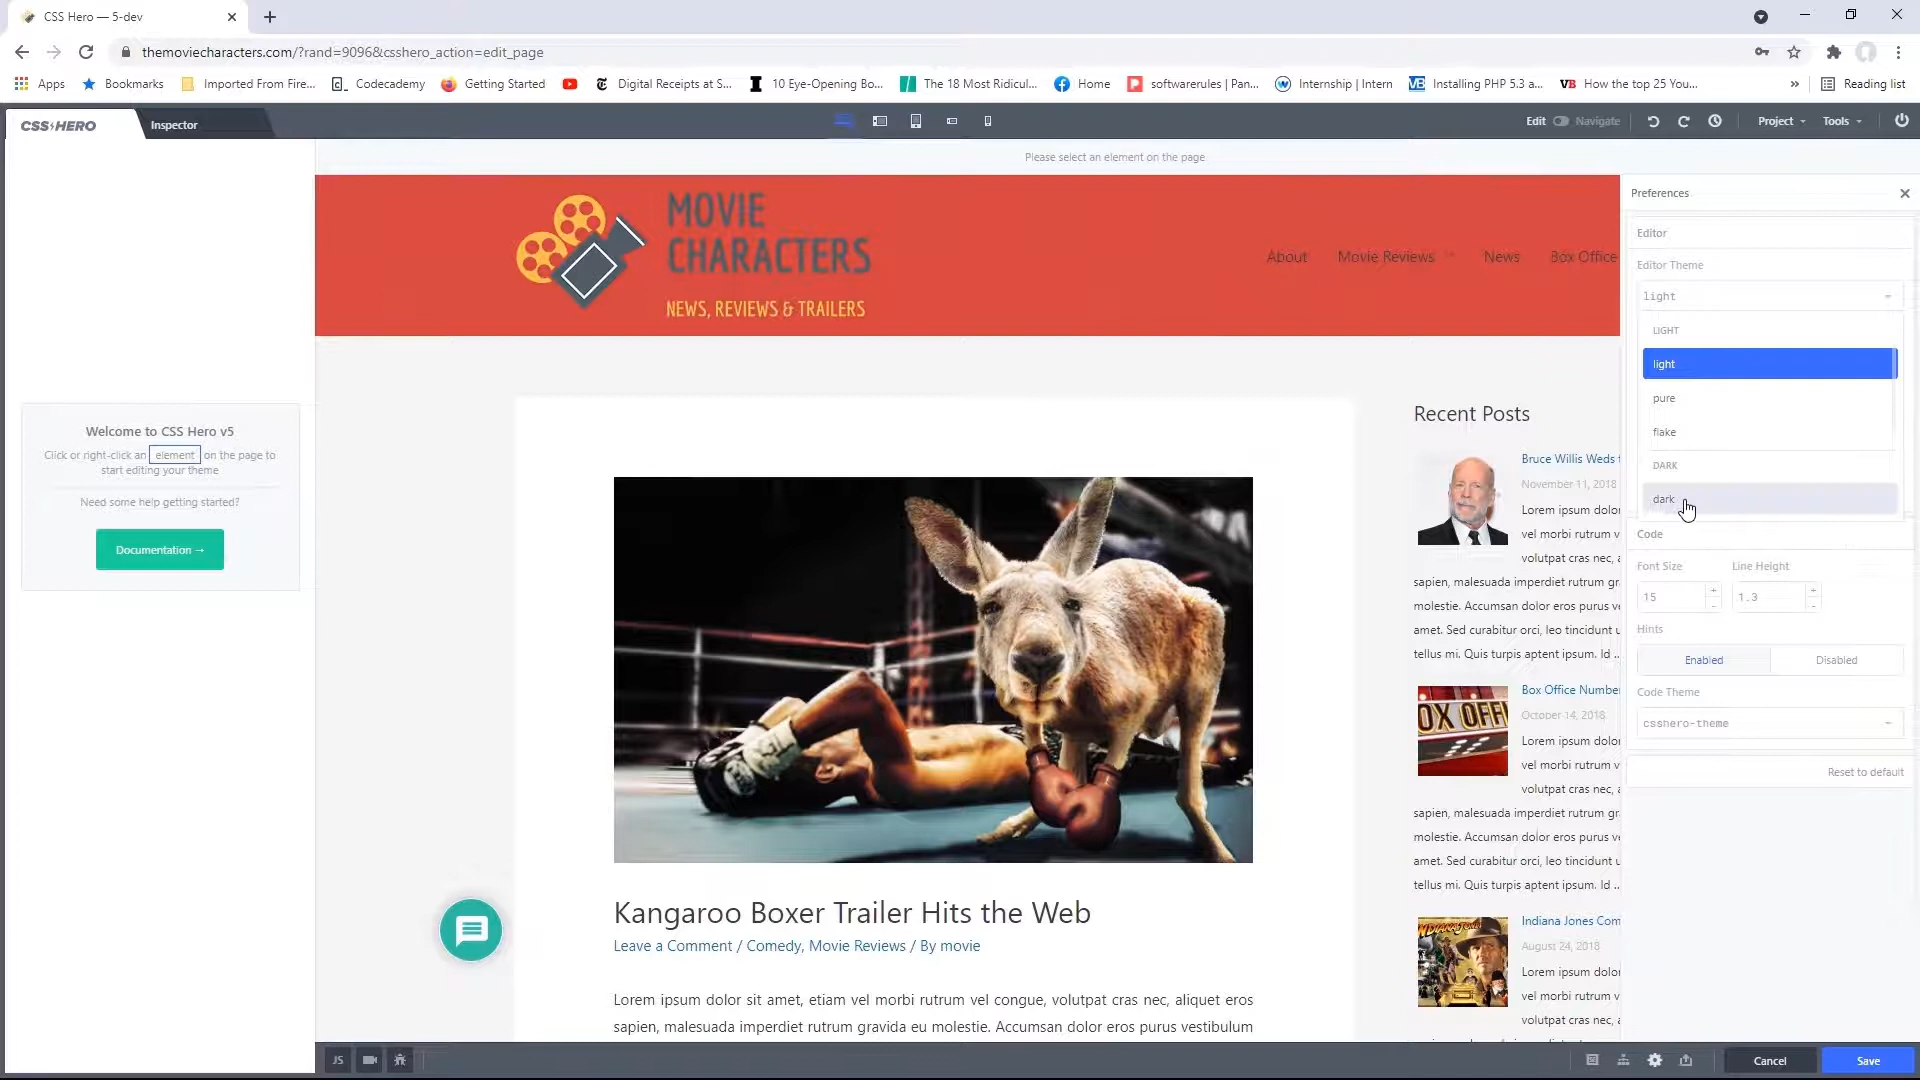 CSS Hero — 5-dev
themoviecharacters.com/?rand=9096&csshero_action=edit_page
Apps
Bookmarks
Imported From Fire...
Codecademy
Getting Started
Digital Receipts at S...
10 Eye-Opening Bo...
The 18 Most Ridicul...
Home
softwarerules | Pan...
Internship | Intern
Installing PHP 5.3 a...
How the top 25 You...
»
Reading list
CSS HERO
Inspector
Edit
Navigate
Project
Tools
Please select an element on the page
Welcome to CSS Hero v5
Click or right-click an element on the page to
start editing your theme
Need some help getting started?
Documentation →
MOVIE
CHARACTERS
NEWS, REVIEWS & TRAILERS
About
Movie Reviews
News
Box Office
Kangaroo Boxer Trailer Hits the Web
Leave a Comment / Comedy, Movie Reviews / By movie
Lorem ipsum dolor sit amet, etiam vel morbi rutrum vel congue, volutpat cras nec, aliquet eros
sapien, malesuada imperdiet rutrum gravida eu molestie. Accumsan dolor eros purus vestibulum
Recent Posts
Bruce Willis Weds
November 11, 2018
Lorem ipsum dolor
vel morbi rutrum v
volutpat cras nec, a
sapien, malesuada imperdiet rutrum gr
molestie. Accumsan dolor eros purus ve
amet. Sed curabitur orci, leo tincidunt u
tellus mi. Quis turpis aptent ipsum. Id ..
Box Office Number
October 14, 2018
Lorem ipsum dolor
vel morbi rutrum v
volutpat cras nec, a
sapien, malesuada imperdiet rutrum gr
molestie. Accumsan dolor eros purus ve
amet. Sed curabitur orci, leo tincidunt u
tellus mi. Quis turpis aptent ipsum. Id ..
Indiana Jones Com
August 24, 2018
Lorem ipsum dolor
vel morbi rutrum v
volutpat cras nec, a
Preferences
Editor
Editor Theme
light
LIGHT
light
pure
flake
DARK
dark
Code
Font Size
Line Height
15
+
-
1.3
+
-
Hints
Enabled
Disabled
Code Theme
csshero-theme
Reset to default
JS
Cancel
Save